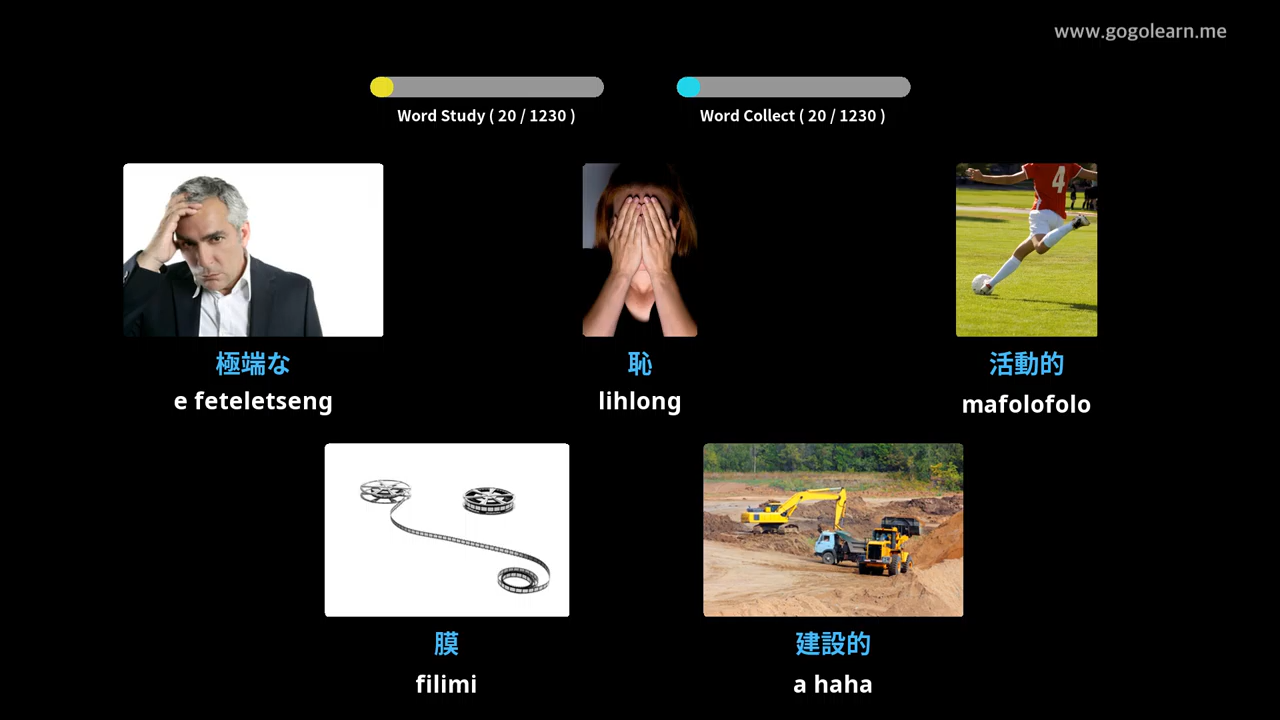 www.gogolearn.me
Word Study ( 20 / 1230 )
Word Collect ( 20 / 1230 )
4
極端な
e feteletseng
恥
lihlong
活動的
mafolofolo
膜
filimi
建設的
a haha